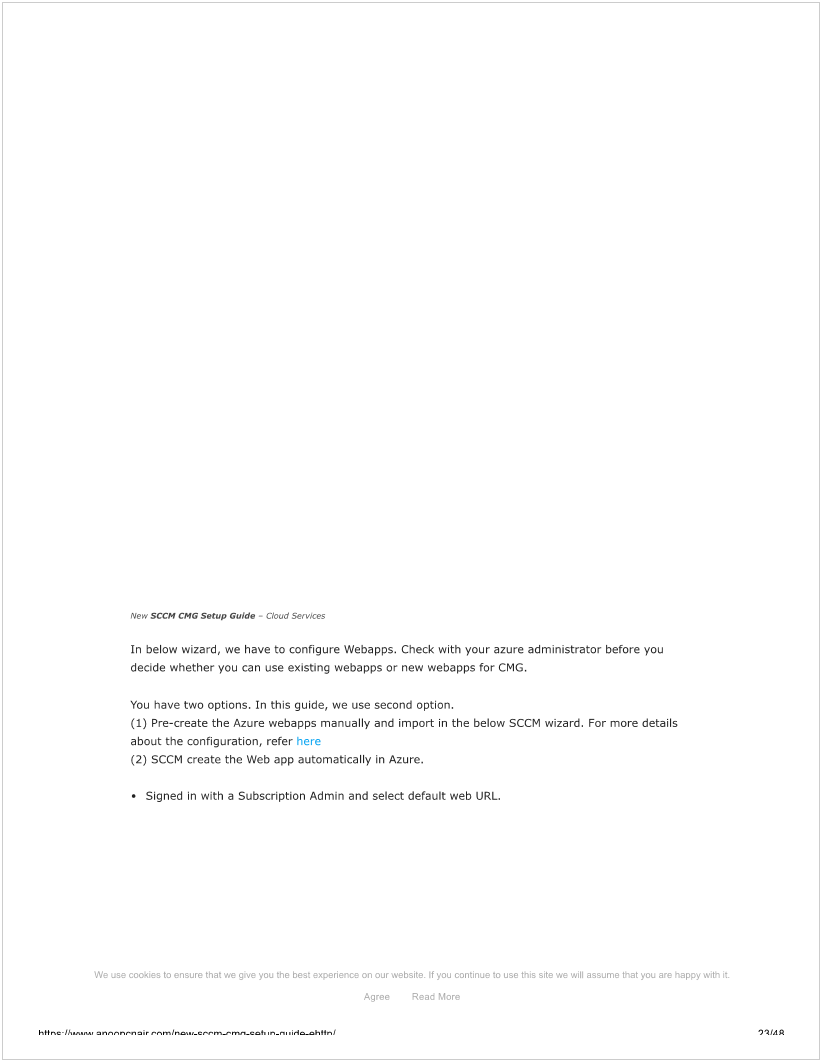 New SCCM CMG Setup Guide – Cloud Services
In below wizard, we have to configure Webapps. Check with your azure administrator before you
decide whether you can use existing webapps or new webapps for CMG.
You have two options. In this guide, we use second option.
(1) Pre-create the Azure webapps manually and import in the below SCCM wizard. For more details
about the configuration, refer here
(2) SCCM create the Web app automatically in Azure.
• Signed in with a Subscription Admin and select default web URL.
We use cookies to ensure that we give you the best experience on our website. If you continue to use this site we will assume that you are happy with it.
Agree Read More
https://www.anoopcnair.com/new-sccm-cmg-setup-guide-ehttp/ 23/48